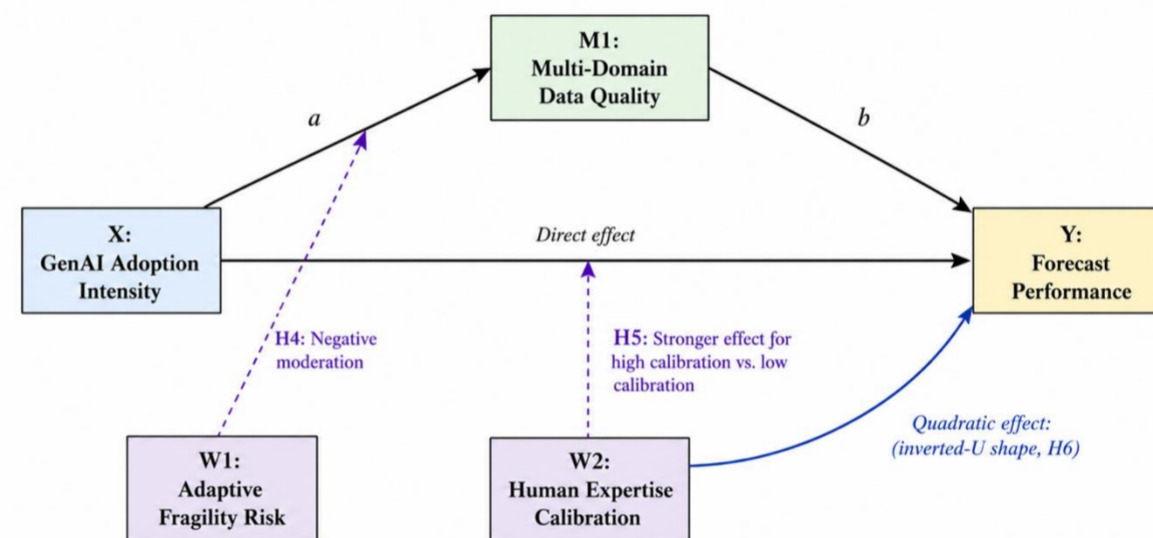 M1:
Multi-Domain
Data Quality
a
b
X:
GenAI Adoption
Intensity
Direct effect
Y:
Forecast
Performance
H4: Negative
moderation
H5: Stronger effect for
high calibration vs. low
calibration
Quadratic effect:
(inverted-U shape, H6)
W1:
Adaptive
Fragility Risk
W2:
Human Expertise
Calibration